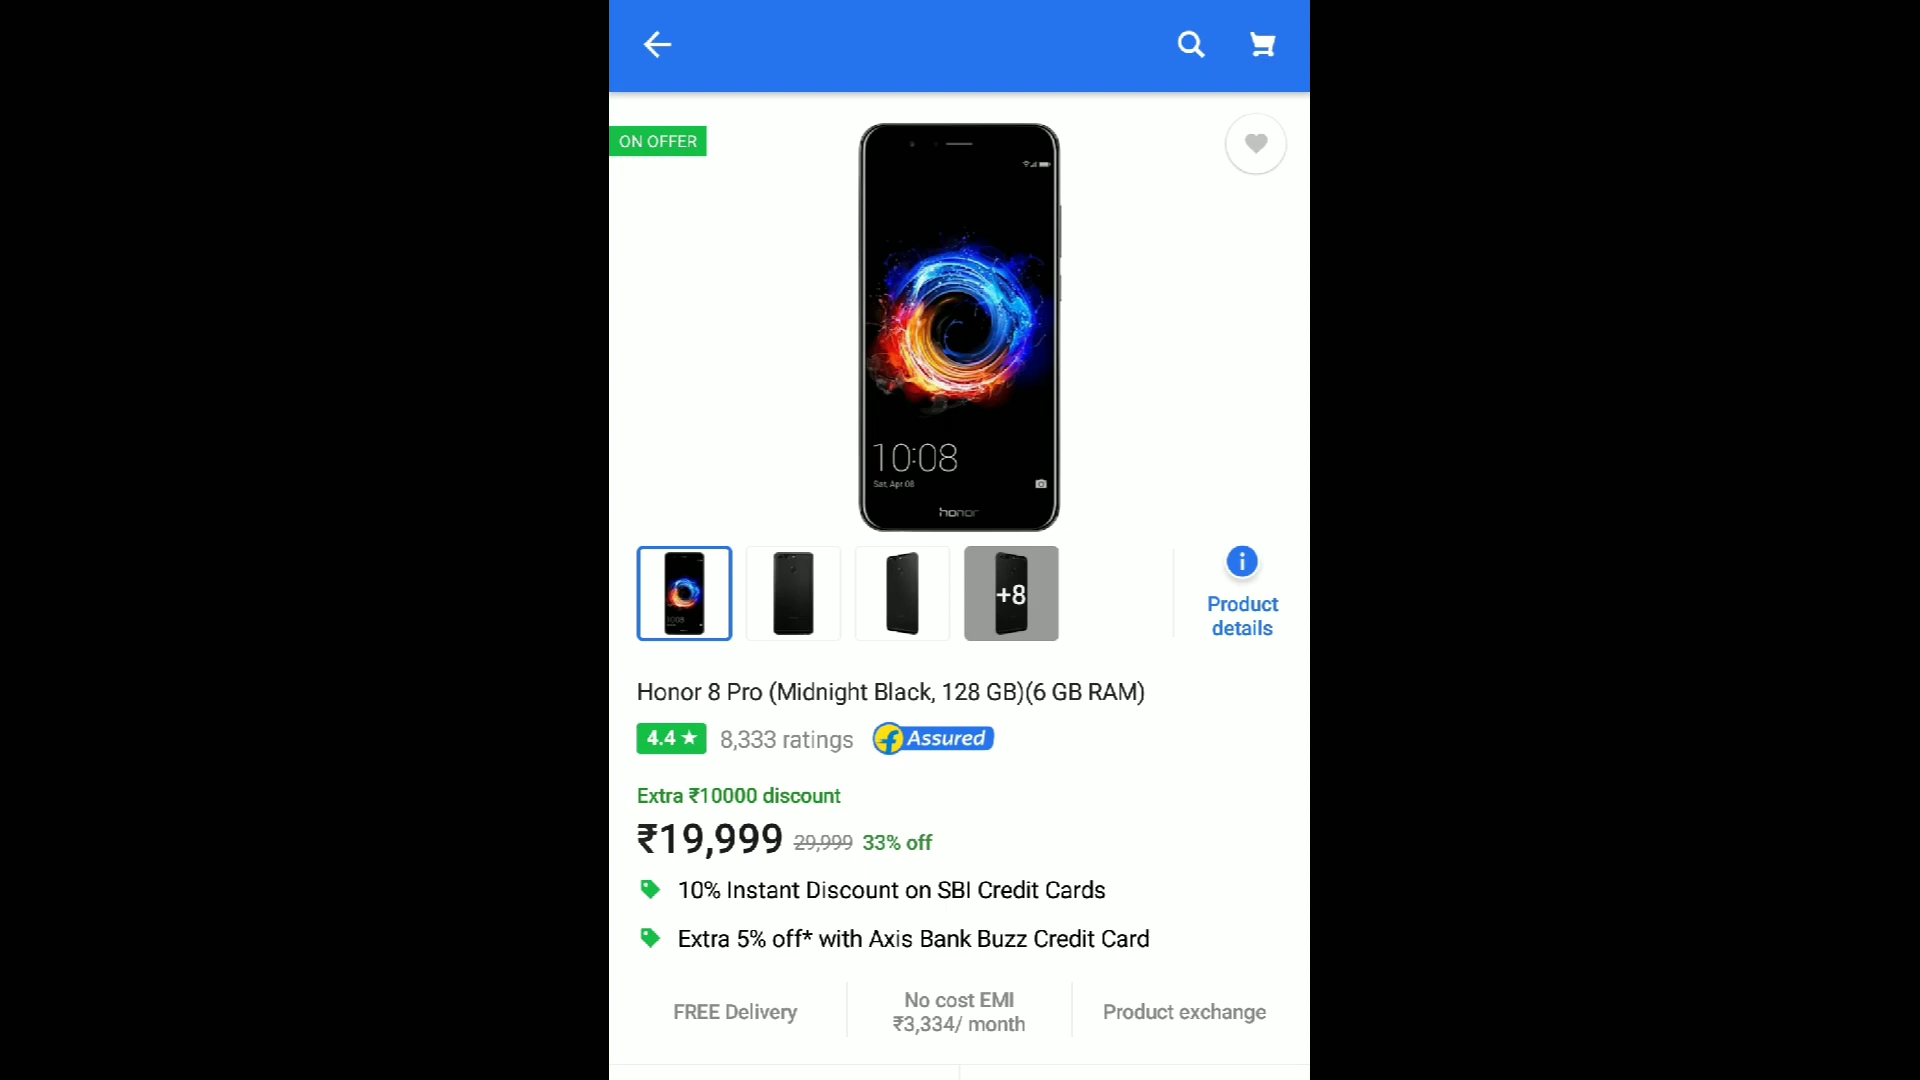 ON OFFER
10:08
Sat, Apr 08
honor
+8
Product
details
Honor 8 Pro (Midnight Black, 128 GB)(6 GB RAM)
4.4 ★ 8,333 ratings f Assured
Extra ₹10000 discount
₹19,999 29,999 33% off
10% Instant Discount on SBI Credit Cards
Extra 5% off* with Axis Bank Buzz Credit Card
FREE Delivery
No cost EMI
₹3,334/ month
Product exchange